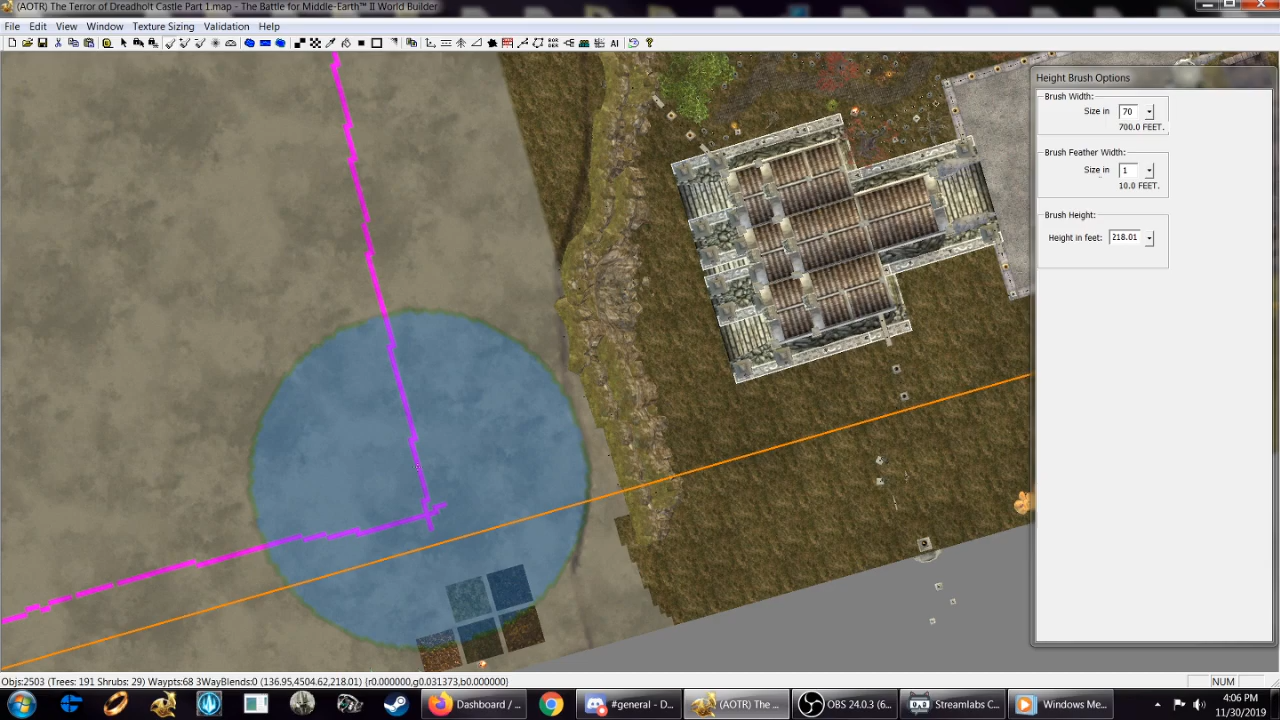 (AOTR) The Terror of Dreadholt Castle Part 1.map - The Battle for Middle-Earth™ II World Builder
File Edit View Window Texture Sizing Validation Help
AI
Height Brush Options
Brush Width:
Size in 70
700.0 FEET.
Brush Feather Width:
Size in 1
10.0 FEET.
Brush Height:
Height in feet: 218.01
Objs:2503 (Trees: 191 Shrubs: 29) Waypts:68 3WayBlends:0 (136.95,4504.62,218.01) (r0.000000,g0.031373,b0.000000)
NUM
Dashboard / ...
#general - D...
(AOTR) The ...
OBS 24.0.3 (6...
Streamlabs C...
Windows Me...
4:06 PM
11/30/2019